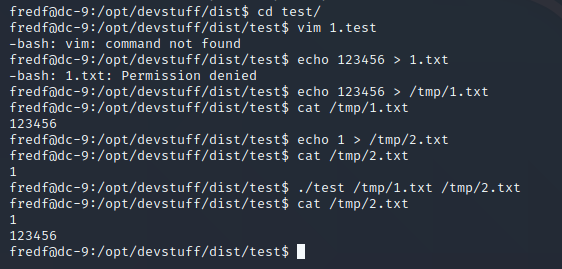 fredf@dc-9:/opt/devstuff/dist$ cd test/
fredf@dc-9:/opt/devstuff/dist/test$ vim 1.test
-bash: vim: command not found
fredf@dc-9:/opt/devstuff/dist/test$ echo 123456 > 1.txt
-bash: 1.txt: Permission denied
fredf@dc-9:/opt/devstuff/dist/test$ echo 123456 > /tmp/1.txt
fredf@dc-9:/opt/devstuff/dist/test$ cat /tmp/1.txt
123456
fredf@dc-9:/opt/devstuff/dist/test$ echo 1 > /tmp/2.txt
fredf@dc-9:/opt/devstuff/dist/test$ cat /tmp/2.txt
1
fredf@dc-9:/opt/devstuff/dist/test$ ./test /tmp/1.txt /tmp/2.txt
fredf@dc-9:/opt/devstuff/dist/test$ cat /tmp/2.txt
1
123456
fredf@dc-9:/opt/devstuff/dist/test$